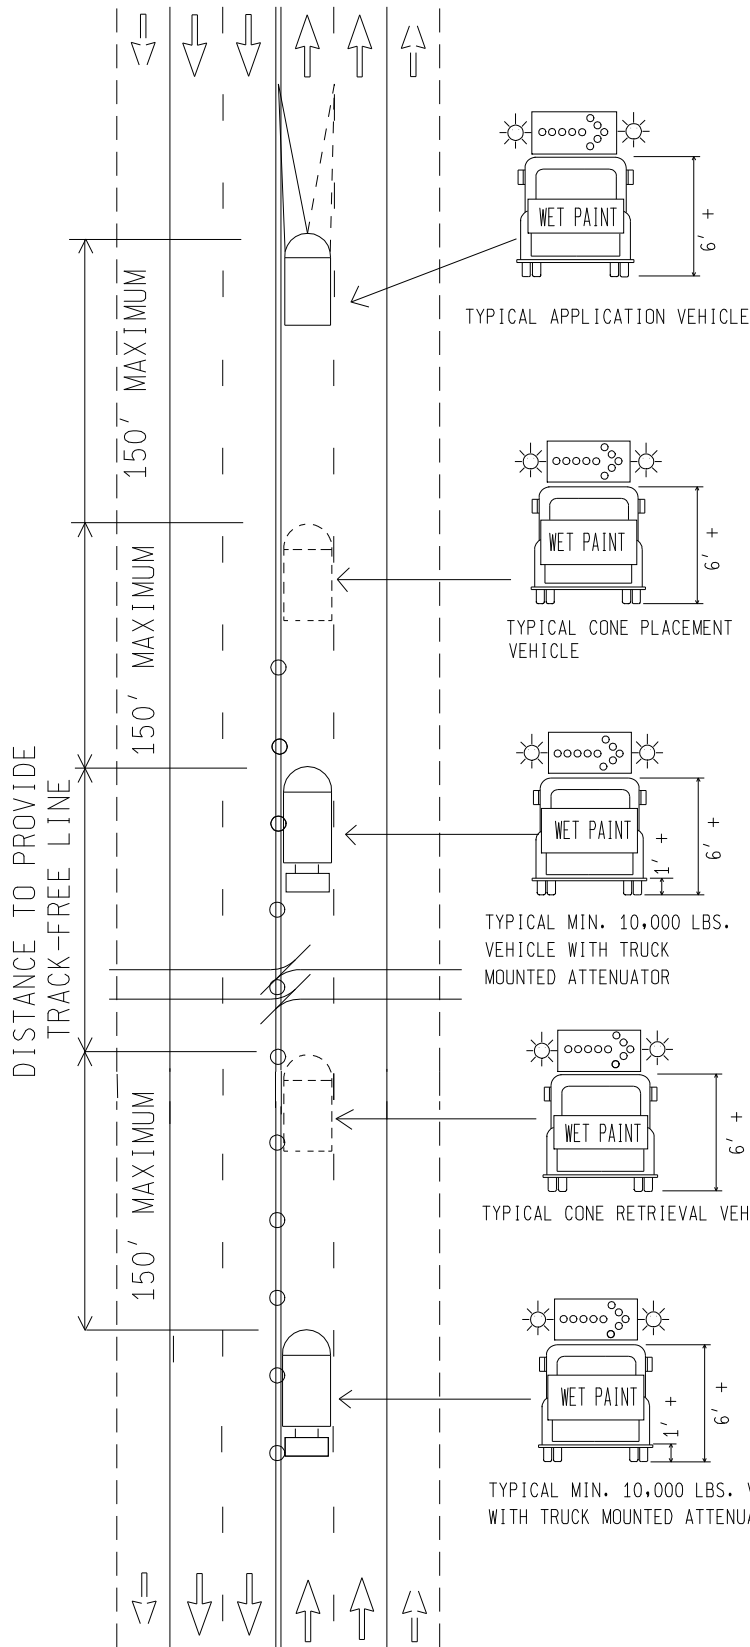 WET PAINT
6' +
TYPICAL APPLICATION VEHICLE
150' MAXIMUM
WET PAINT
6' +
TYPICAL CONE PLACEMENT
VEHICLE
150' MAXIMUM
DISTANCE TO PROVIDE
TRACK-FREE LINE
WET PAINT
1' +
6' +
TYPICAL MIN. 10,000 LBS.
VEHICLE WITH TRUCK
MOUNTED ATTENUATOR
WET PAINT
6' +
TYPICAL CONE RETRIEVAL VEH
150' MAXIMUM
WET PAINT
1' +
6' +
TYPICAL MIN. 10,000 LBS. V
WITH TRUCK MOUNTED ATTENUA